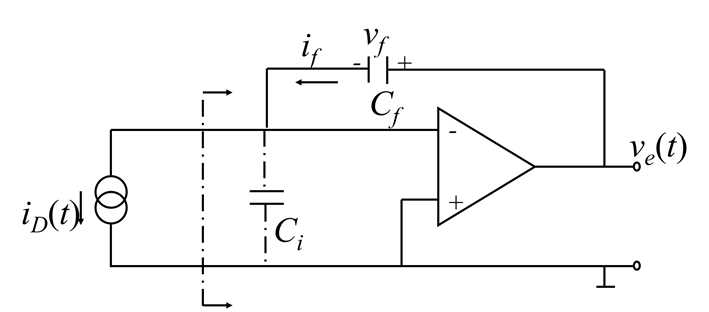 i_f
- v_f +
C_f
-
v_e(t)
+
i_D(t)
C_i